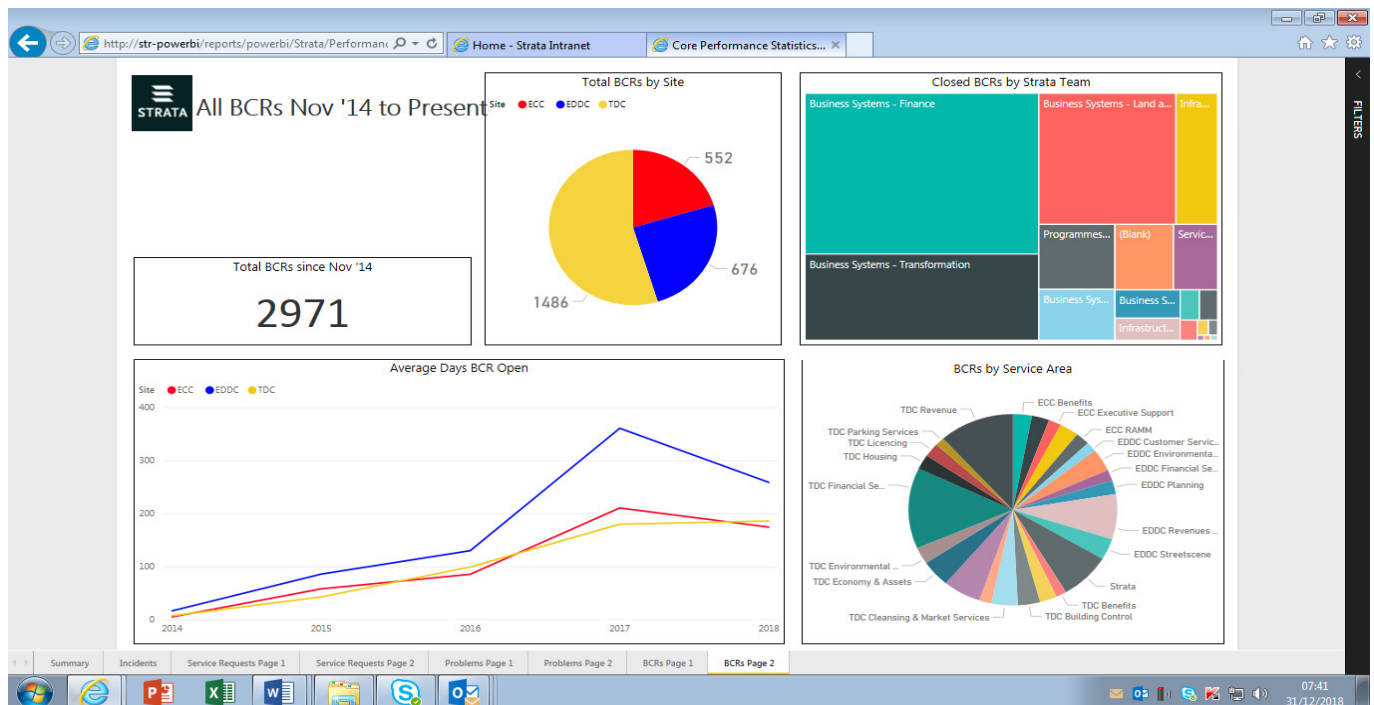 http://str-powerbi/reports/powerbi/Strata/Performanc
Home - Strata Intranet
Core Performance Statistics...
FILTERS
STRATA
All BCRs Nov '14 to Present
Total BCRs since Nov '14
2971
Total BCRs by Site
Site ECC EDDC TDC
552
676
1486
Closed BCRs by Strata Team
Business Systems - Finance
Business Systems - Land a...
Infra...
Business Systems - Transformation
Programmes...
(Blank)
Servic...
Business Sys...
Business S...
Infrastruct...
Average Days BCR Open
Site ECC EDDC TDC
400
300
200
100
0
2014 2015 2016 2017 2018
BCRs by Service Area
ECC Benefits
ECC Executive Support
ECC RAMM
EDDC Customer Servic...
EDDC Environmenta...
EDDC Financial Se...
EDDC Planning
EDDC Revenues ...
EDDC Streetscene
Strata
TDC Benefits
TDC Building Control
TDC Cleansing & Market Services
TDC Economy & Assets
TDC Environmental ...
TDC Financial Se...
TDC Housing
TDC Licencing
TDC Parking Services
TDC Revenue
Summary
Incidents
Service Requests Page 1
Service Requests Page 2
Problems Page 1
Problems Page 2
BCRs Page 1
BCRs Page 2
07:41
31/12/2018